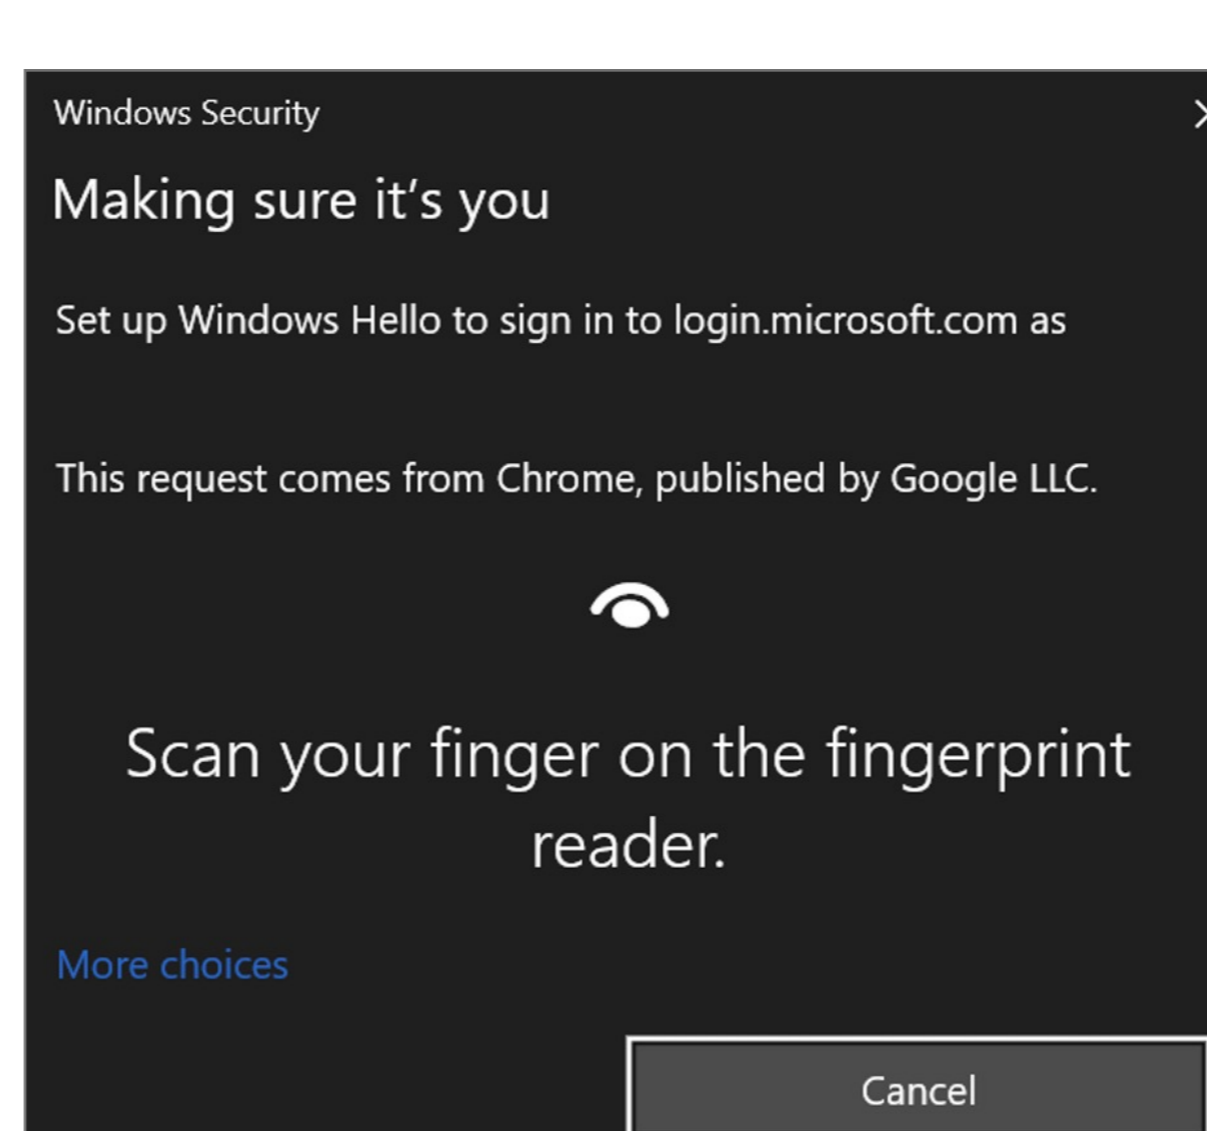 Windows Security
Making sure it's you
Set up Windows Hello to sign in to login.microsoft.com as
This request comes from Chrome, published by Google LLC.
Scan your finger on the fingerprint
reader.
More choices
Cancel